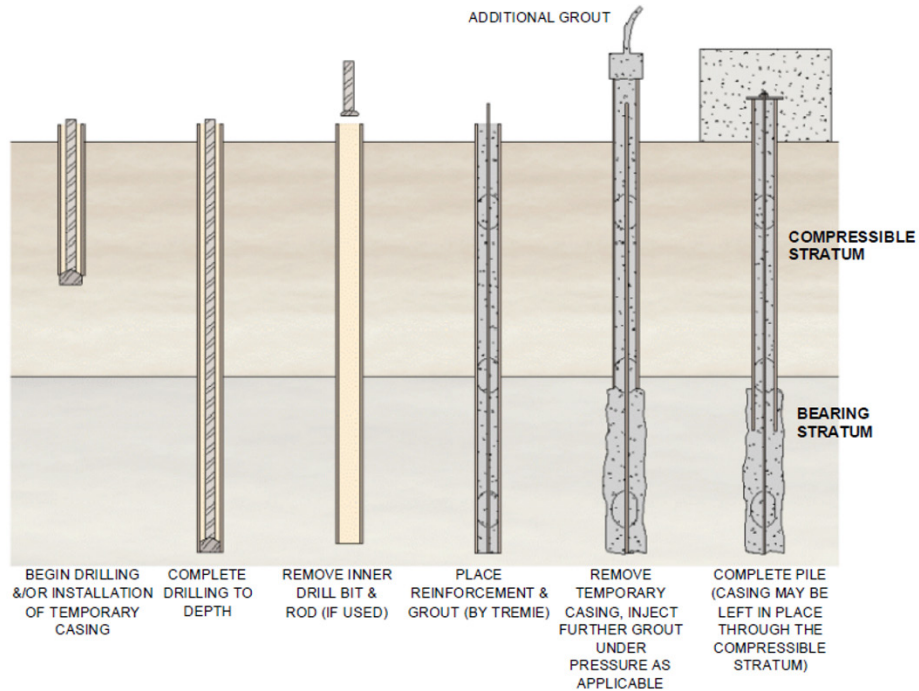 ADDITIONAL GROUT
COMPRESSIBLE
STRATUM
BEARING
STRATUM
BEGIN DRILLING
&/OR INSTALLATION
OF TEMPORARY
CASING
COMPLETE
DRILLING TO
DEPTH
REMOVE INNER
DRILL BIT &
ROD (IF USED)
PLACE
REINFORCEMENT &
GROUT (BY TREMIE)
REMOVE
TEMPORARY
CASING, INJECT
FURTHER GROUT
UNDER
PRESSURE AS
APPLICABLE
COMPLETE PILE
(CASING MAY BE
LEFT IN PLACE
THROUGH THE
COMPRESSIBLE
STRATUM)